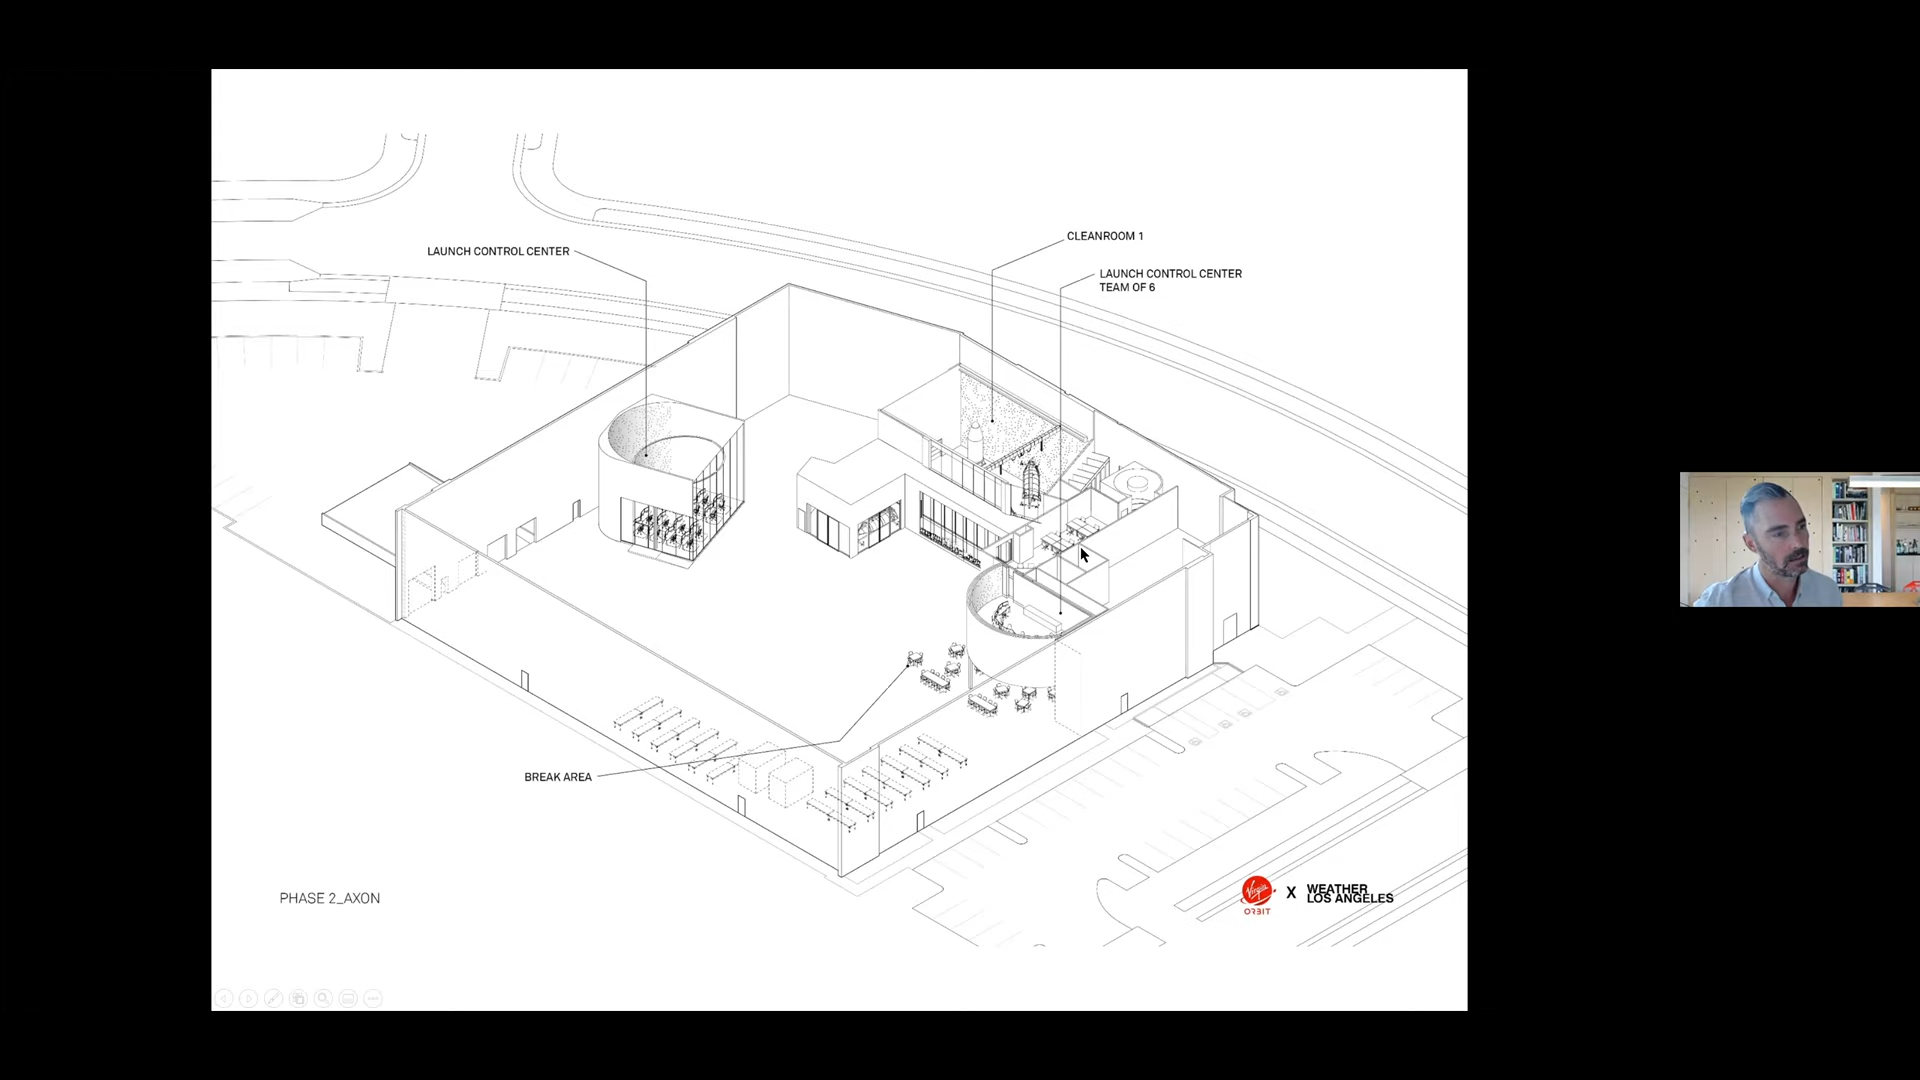 CLEANROOM 1
LAUNCH CONTROL CENTER
LAUNCH CONTROL CENTER
TEAM OF 6
BREAK AREA
PHASE 2_AXON
Virgin
ORBIT
X
WEATHER
LOS ANGELES